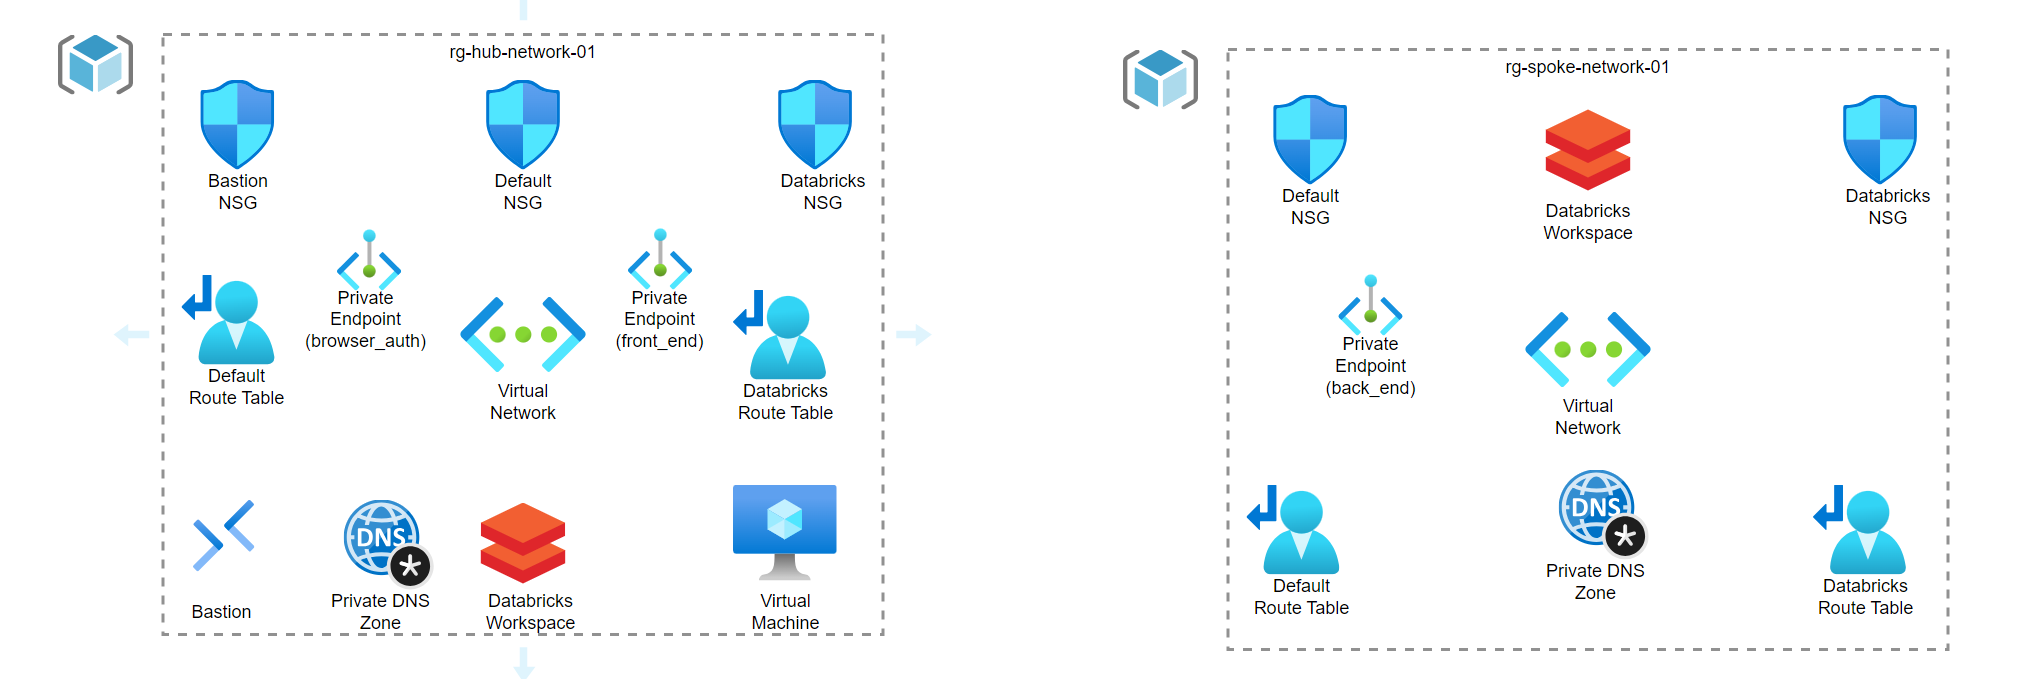 rg-hub-network-01
Bastion
NSG
Default
NSG
Databricks
NSG
Private
Endpoint
(browser_auth)
Private
Endpoint
(front_end)
Default
Route Table
Virtual
Network
Databricks
Route Table
Bastion
DNS
Private DNS
Zone
Databricks
Workspace
Virtual
Machine
rg-spoke-network-01
Default
NSG
Databricks
Workspace
Databricks
NSG
Private
Endpoint
(back_end)
Virtual
Network
Default
Route Table
DNS
Private DNS
Zone
Databricks
Route Table